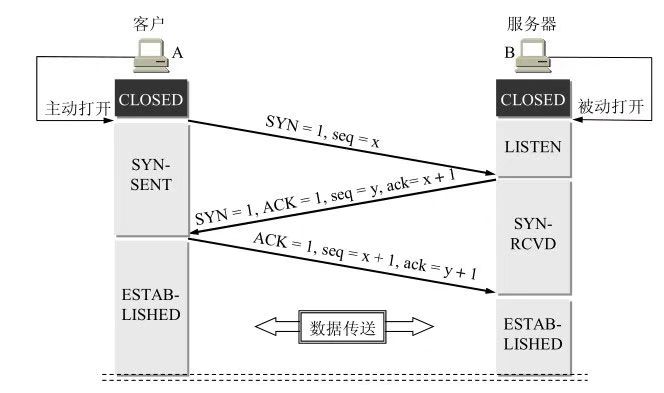 客户
服务器
A
B
主动打开
CLOSED
CLOSED
被动打开
SYN = 1, seq = x
LISTEN
SYN-
SENT
SYN = 1, ACK = 1, seq = y, ack= x + 1
SYN-
RCVD
ACK = 1, seq = x + 1, ack = y + 1
ESTAB-
LISHED
数据传送
ESTAB-
LISHED